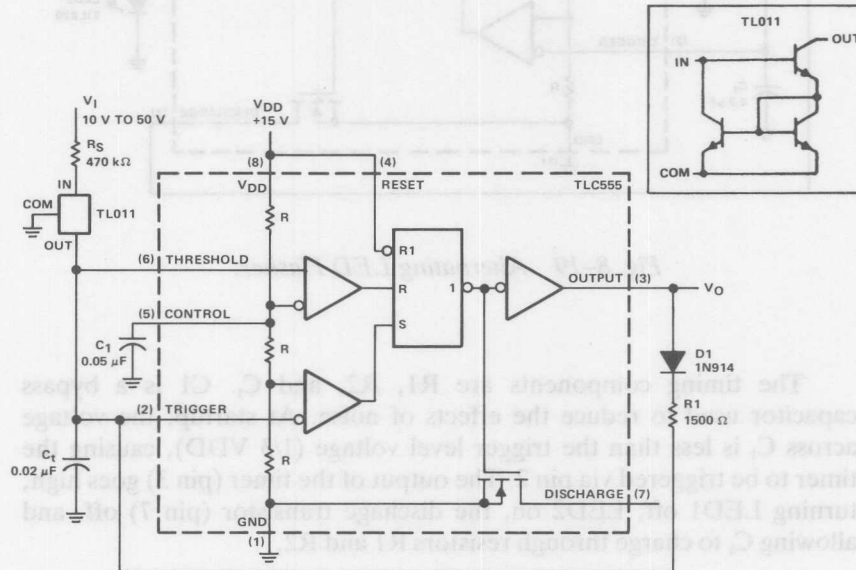 TL011
IN
OUT
COM
V_I
10 V TO 50 V
R_S
470 kΩ
V_DD
+15 V
(8)
(4)
V_DD
RESET
TLC555
IN
COM
TL011
OUT
R
R1
(6) THRESHOLD
R
1
OUTPUT (3)
V_O
S
(5) CONTROL
C_1
0.05 µF
R
D1
1N914
(2) TRIGGER
R1
1500 Ω
C_t
0.02 µF
R
DISCHARGE (7)
GND
(1)
Fig. 8-19 Alternating LED Flasher
The timing components are R1, R2, and C_t. C1 is a bypass
capacitor used to reduce the effects of noise. At startup, the voltage
across C_t is less than the trigger level voltage (1/3 VDD), causing the
timer to be triggered via pin 2. The output of the timer (pin 3) goes high,
turning LED1 off, LED2 on, the discharge transistor (pin 7) off, and
allowing C_t to charge through resistors R1 and R2.